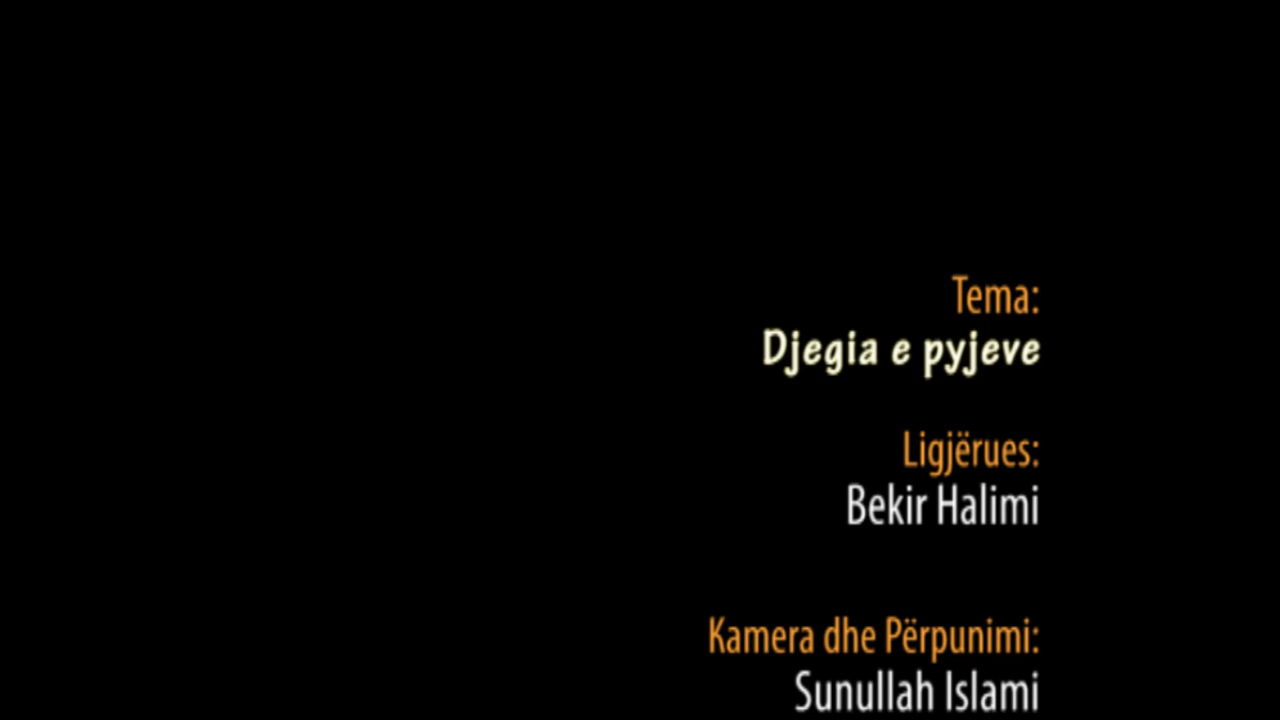 Tema:
Djegia e pyjeve
Ligjërues:
Bekir Halimi
Kamera dhe Përpunimi:
Sunullah Islami